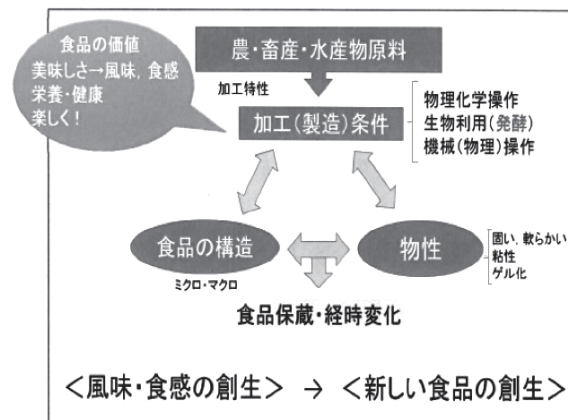 食品の価値
美味しさ→風味，食感
栄養・健康
楽しく！
農・畜産・水産物原料
加工特性
加工(製造)条件
物理化学操作
生物利用(発酵)
機械(物理)操作
食品の構造
ミクロ・マクロ
物性
固い，軟らかい
粘性
ゲル化
食品保蔵・経時変化
＜風味・食感の創生＞ → ＜新しい食品の創生＞